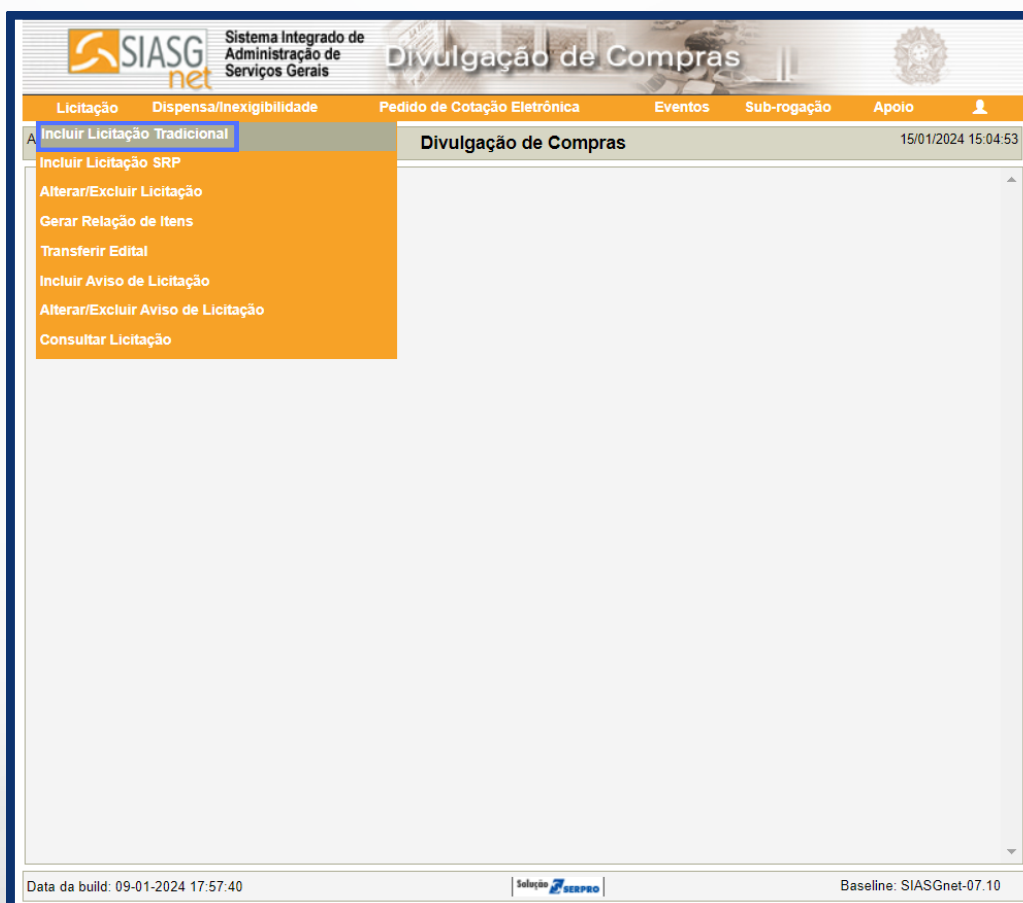 SIASG
net
Sistema Integrado de
Administração de
Serviços Gerais
Divulgação de Compras
Licitação Dispensa/Inexigibilidade Pedido de Cotação Eletrônica Eventos Sub-rogação Apoio
A Divulgação de Compras 15/01/2024 15:04:53
Incluir Licitação Tradicional
Incluir Licitação SRP
Alterar/Excluir Licitação
Gerar Relação de Itens
Transferir Edital
Incluir Aviso de Licitação
Alterar/Excluir Aviso de Licitação
Consultar Licitação
Data da build: 09-01-2024 17:57:40 Solução SERPRO Baseline: SIASGnet-07.10